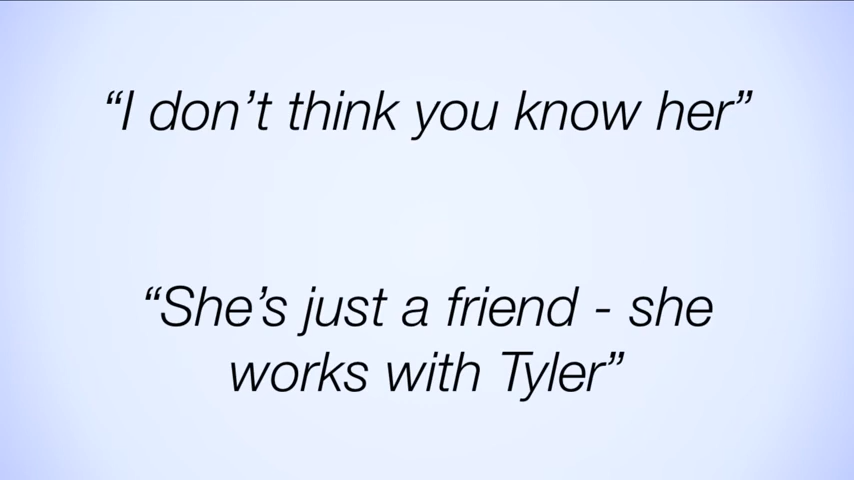 “I don’t think you know her”
“She’s just a friend - she
works with Tyler”